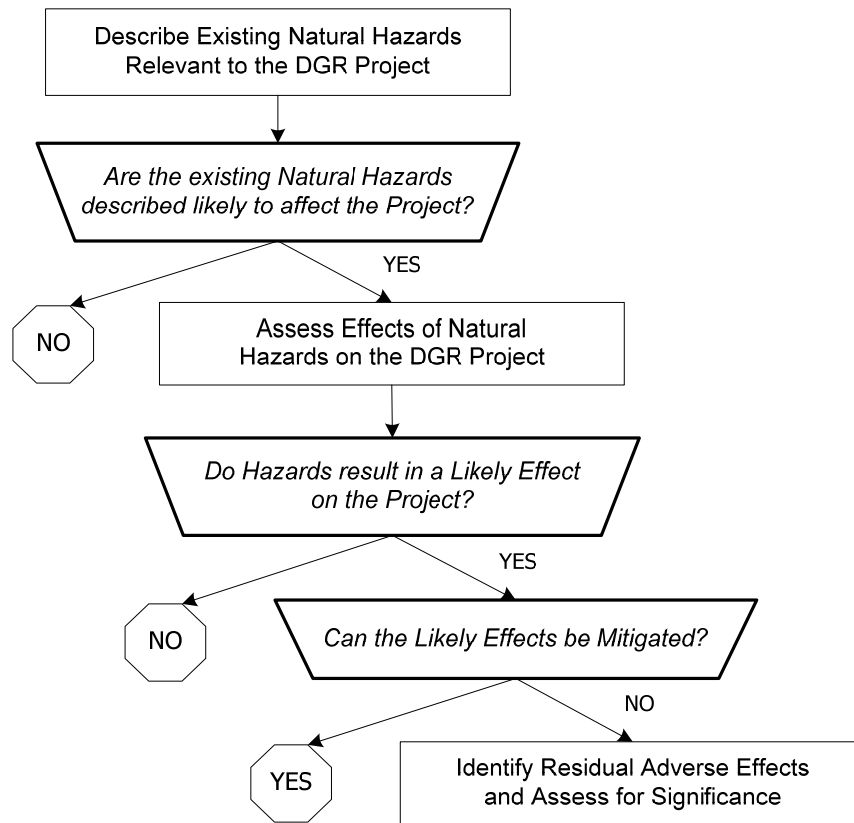 Describe Existing Natural Hazards
Relevant to the DGR Project
Are the existing Natural Hazards
described likely to affect the Project?
YES
NO
Assess Effects of Natural
Hazards on the DGR Project
Do Hazards result in a Likely Effect
on the Project?
YES
NO
Can the Likely Effects be Mitigated?
NO
YES
Identify Residual Adverse Effects
and Assess for Significance